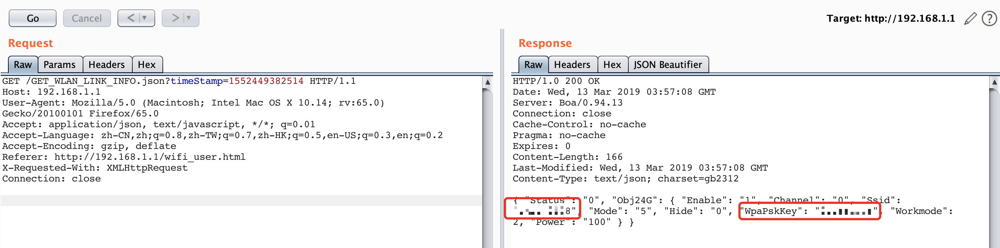 Go Cancel < >
Target: http://192.168.1.1 ?
Request
Raw Params Headers Hex
GET /GET_WLAN_LINK_INFO.json?timeStamp=1552449382514 HTTP/1.1
Host: 192.168.1.1
User-Agent: Mozilla/5.0 (Macintosh; Intel Mac OS X 10.14; rv:65.0)
Gecko/20100101 Firefox/65.0
Accept: application/json, text/javascript, */*; q=0.01
Accept-Language: zh-CN,zh;q=0.8,zh-TW;q=0.7,zh-HK;q=0.5,en-US;q=0.3,en;q=0.2
Accept-Encoding: gzip, deflate
Referer: http://192.168.1.1/wifi_user.html
X-Requested-With: XMLHttpRequest
Connection: close
Response
Raw Headers Hex JSON Beautifier
HTTP/1.0 200 OK
Date: Wed, 13 Mar 2019 03:57:08 GMT
Server: Boa/0.94.13
Connection: close
Cache-Control: no-cache
Pragma: no-cache
Expires: 0
Content-Length: 166
Last-Modified: Wed, 13 Mar 2019 03:57:08 GMT
Content-Type: text/json; charset=gb2312
{ "Status": "0", "Obj24G": { "Enable": "1", "Channel": "0", "Ssid":
8", "Mode": "5", "Hide": "0", "WpaPskKey": "", "Workmode":
2, "Power": "100" } }